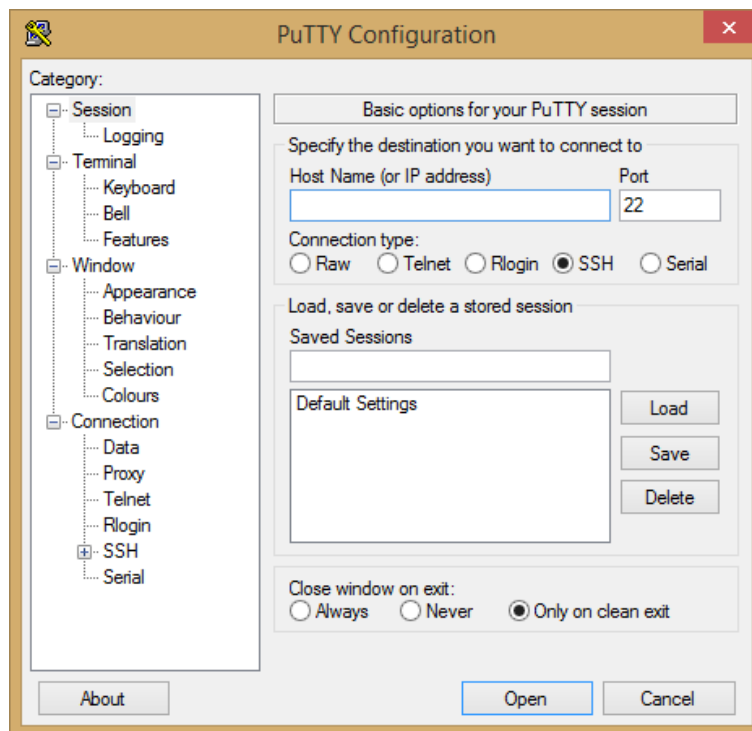 PuTTY Configuration
Category:
Session
Logging
Terminal
Keyboard
Bell
Features
Window
Appearance
Behaviour
Translation
Selection
Colours
Connection
Data
Proxy
Telnet
Rlogin
SSH
Serial
Basic options for your PuTTY session
Specify the destination you want to connect to
Host Name (or IP address) Port
22
Connection type:
Raw Telnet Rlogin SSH Serial
Load, save or delete a stored session
Saved Sessions
Default Settings
Load
Save
Delete
Close window on exit:
Always Never Only on clean exit
About Open Cancel